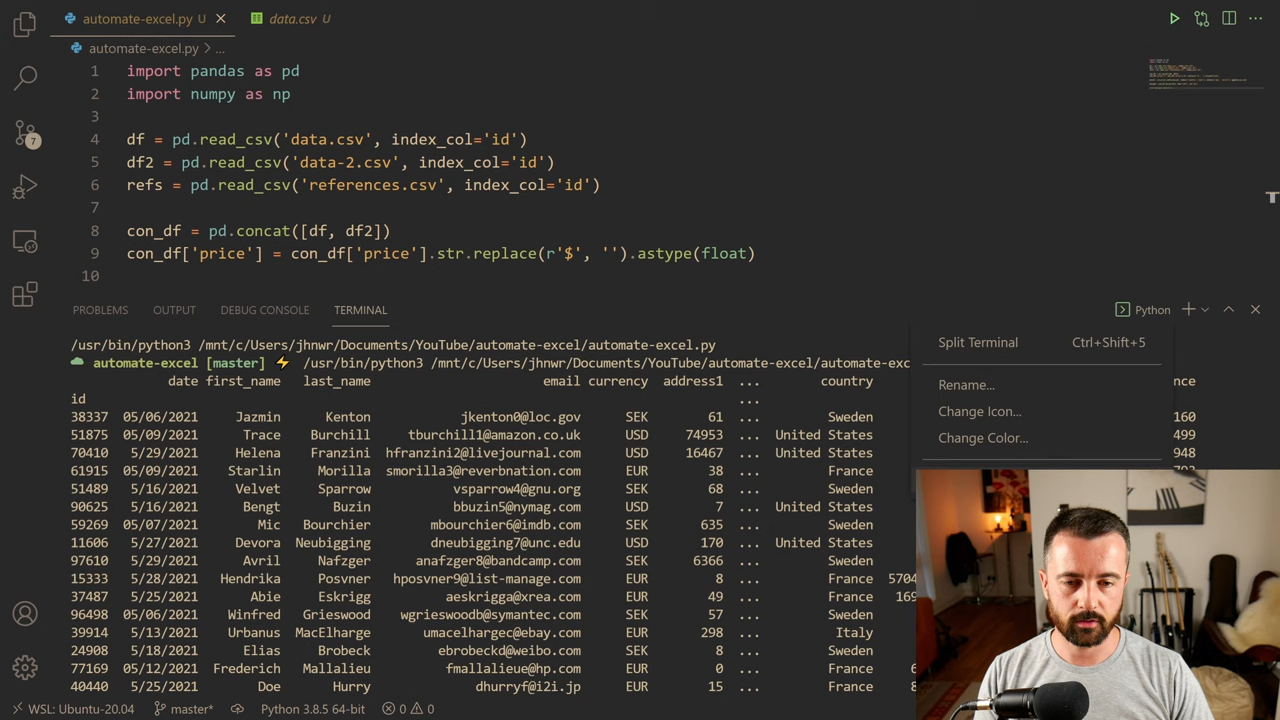 automate-excel.py U
data.csv U
automate-excel.py > ...
1 import pandas as pd
2 import numpy as np
3
4 df = pd.read_csv('data.csv', index_col='id')
5 df2 = pd.read_csv('data-2.csv', index_col='id')
6 refs = pd.read_csv('references.csv', index_col='id')
7
8 con_df = pd.concat([df, df2])
9 con_df['price'] = con_df['price'].str.replace(r'$', '').astype(float)
10
7
PROBLEMS OUTPUT DEBUG CONSOLE TERMINAL
Python
/usr/bin/python3 /mnt/c/Users/jhnwr/Documents/YouTube/automate-excel/automate-excel.py
automate-excel [master] ⚡ /usr/bin/python3 /mnt/c/Users/jhnwr/Documents/YouTube/automate-excel/automate-exc
date first_name last_name email currency address1 ... country nce
id ...
38337 05/06/2021 Jazmin Kenton jkenton0@loc.gov SEK 61 ... Sweden 160
51875 05/09/2021 Trace Burchill tburchill1@amazon.co.uk USD 74953 ... United States 499
70410 5/29/2021 Helena Franzini hfranzini2@livejournal.com USD 16467 ... United States 948
61915 05/09/2021 Starlin Morilla smorilla3@reverbnation.com EUR 38 ... France
51489 5/16/2021 Velvet Sparrow vsparrow4@gnu.org SEK 68 ... Sweden
90625 5/16/2021 Bengt Buzin bbuzin5@nymag.com USD 7 ... United States
59269 05/07/2021 Mic Bourchier mbourchier6@imdb.com SEK 635 ... Sweden
11606 5/27/2021 Devora Neubigging dneubigging7@unc.edu USD 170 ... United States
97610 5/29/2021 Avril Nafzger anafzger8@bandcamp.com SEK 6366 ... Sweden
15333 5/28/2021 Hendrika Posvner hposvner9@list-manage.com EUR 8 ... France 5704
37487 5/25/2021 Abie Eskrigg aeskrigga@xrea.com EUR 49 ... France 169
96498 05/06/2021 Winfred Grieswood wgrieswoodb@symantec.com SEK 57 ... Sweden
39914 5/13/2021 Urbanus MacElharge umacelhargec@ebay.com EUR 298 ... Italy
24908 5/18/2021 Elias Brobeck ebrobeckd@weibo.com SEK 8 ... Sweden
77169 05/12/2021 Frederich Mallalieu fmallalieue@hp.com EUR 0 ... France 6
40440 5/25/2021 Doe Hurry dhurryf@i2i.jp EUR 15 ... France 8
Split Terminal Ctrl+Shift+5
Rename...
Change Icon...
Change Color...
WSL: Ubuntu-20.04 master* Python 3.8.5 64-bit 0 0